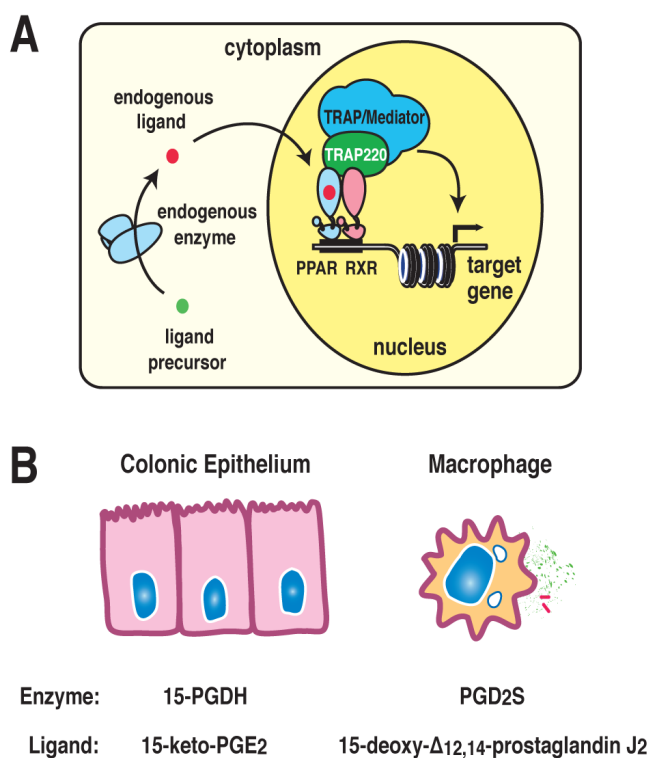 A
cytoplasm
endogenous
ligand
TRAP/Mediator
TRAP220
endogenous
enzyme
PPAR RXR
target
gene
ligand
precursor
nucleus
B
Colonic Epithelium
Macrophage
Enzyme: 15-PGDH PGD2S
Ligand: 15-keto-PGE2 15-deoxy-Δ12,14-prostaglandin J2